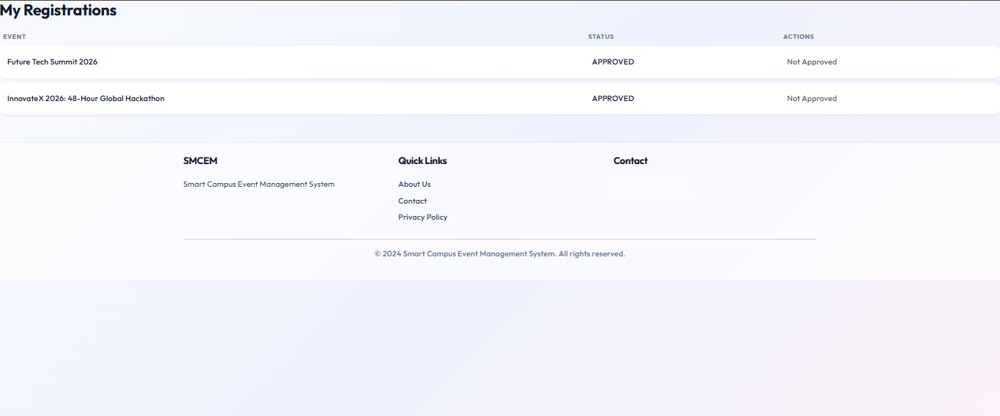 My Registrations
EVENT STATUS ACTIONS
Future Tech Summit 2026 APPROVED Not Approved
InnovateX 2026: 48-Hour Global Hackathon APPROVED Not Approved
SMCEM
Smart Campus Event Management System
Quick Links
About Us
Contact
Privacy Policy
Contact
© 2024 Smart Campus Event Management System. All rights reserved.